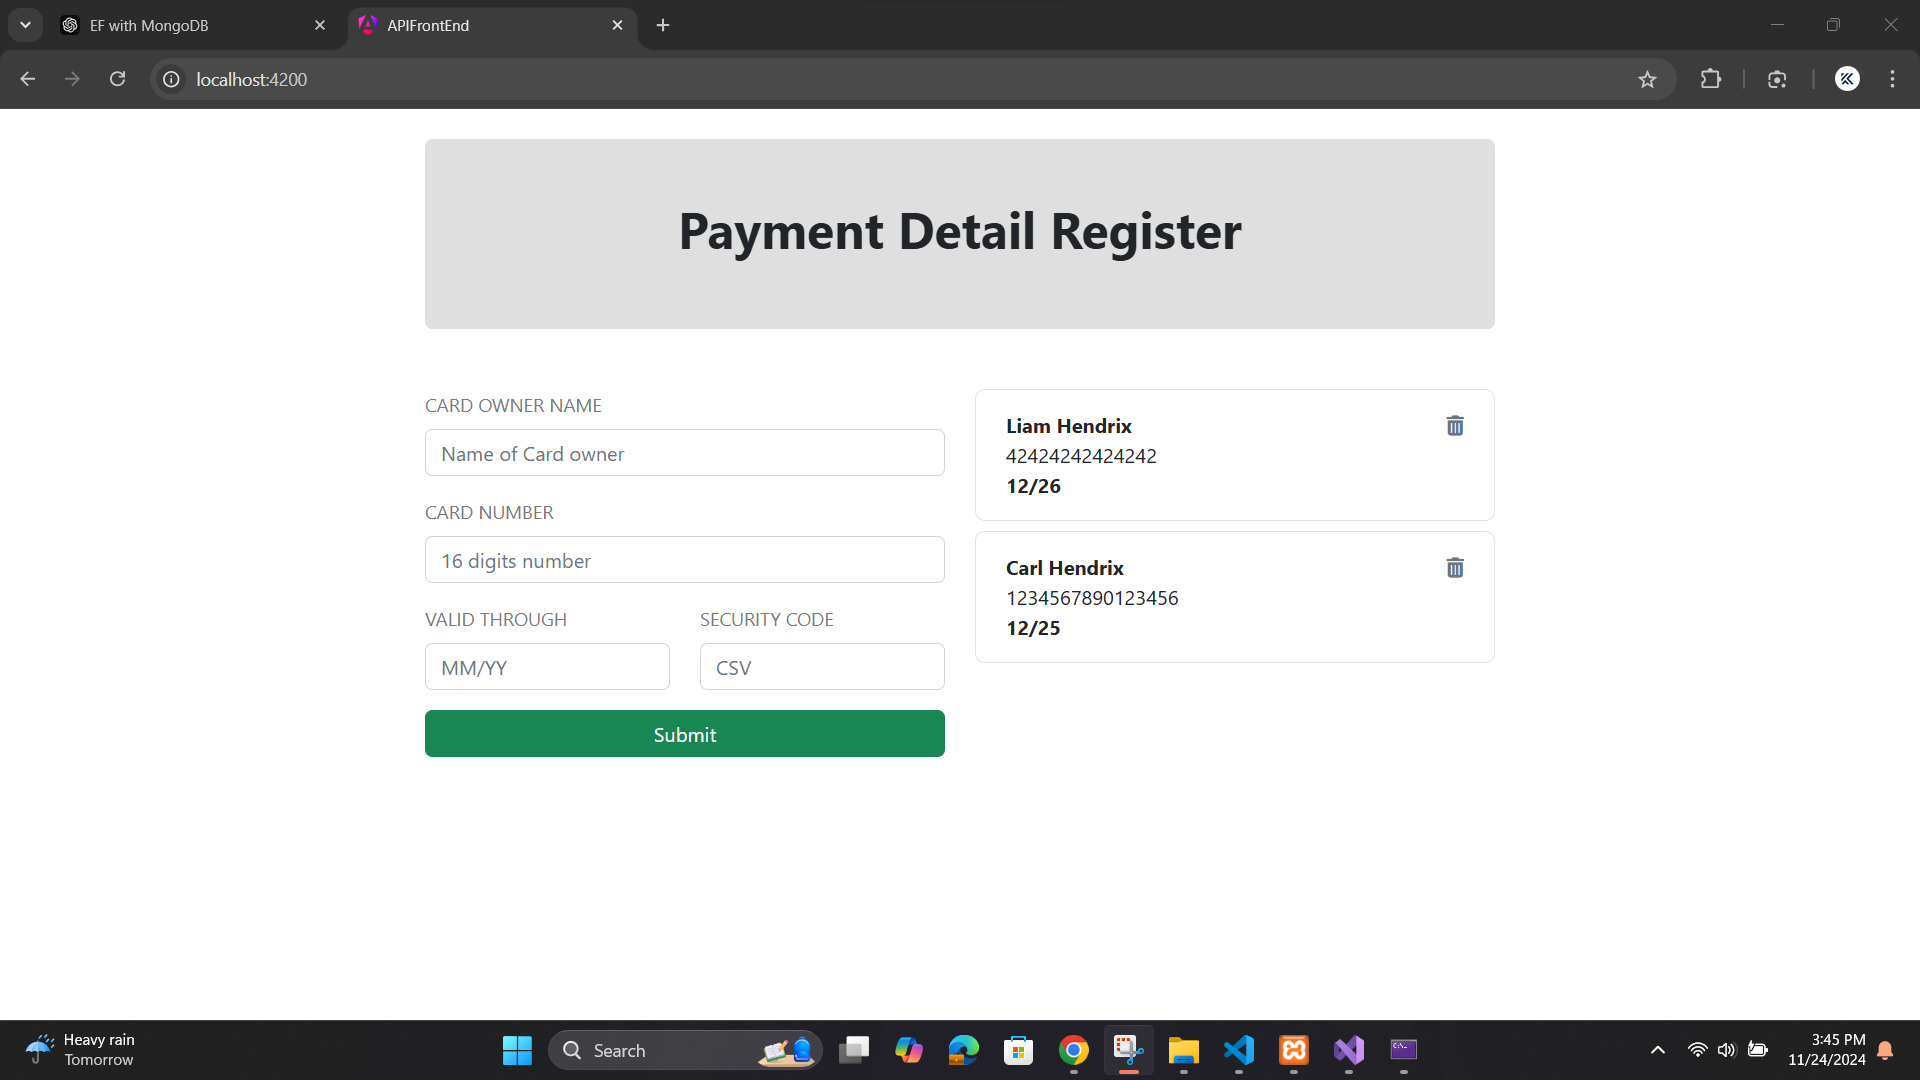 EF with MongoDB
APIFrontEnd
localhost:4200
Payment Detail Register
CARD OWNER NAME
Name of Card owner
CARD NUMBER
16 digits number
VALID THROUGH
SECURITY CODE
MM/YY
CSV
Submit
Liam Hendrix
42424242424242
12/26
Carl Hendrix
1234567890123456
12/25
Heavy rain
Tomorrow
Search
3:45 PM
11/24/2024